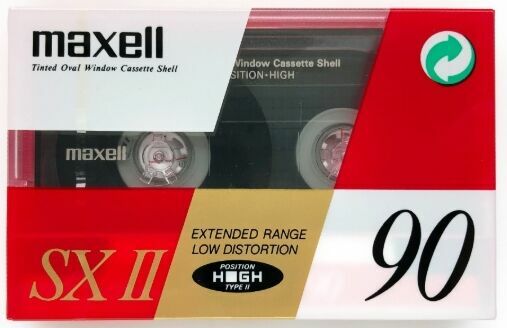 maxell
Tinted Oval Window Cassette Shell
Window Cassette Shell
SITION·HIGH
maxell
SX II
EXTENDED RANGE
LOW DISTORTION
POSITION
HIGH
TYPE II
90